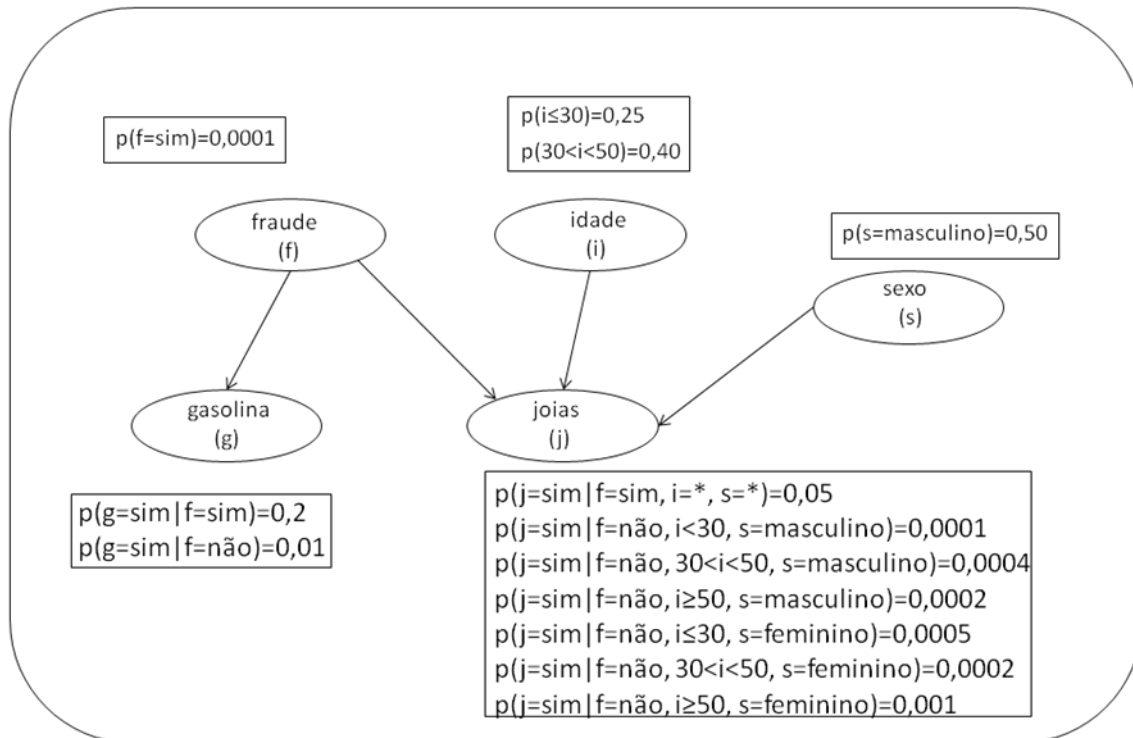 p(f=sim)=0,0001
p(i≤30)=0,25
p(30<i<50)=0,40
fraude
(f)
idade
(i)
p(s=masculino)=0,50
sexo
(s)
gasolina
(g)
joias
(j)
p(g=sim|f=sim)=0,2
p(g=sim|f=não)=0,01
p(j=sim|f=sim, i=*, s=*)=0,05
p(j=sim|f=não, i<30, s=masculino)=0,0001
p(j=sim|f=não, 30<i<50, s=masculino)=0,0004
p(j=sim|f=não, i≥50, s=masculino)=0,0002
p(j=sim|f=não, i≤30, s=feminino)=0,0005
p(j=sim|f=não, 30<i<50, s=feminino)=0,0002
p(j=sim|f=não, i≥50, s=feminino)=0,001